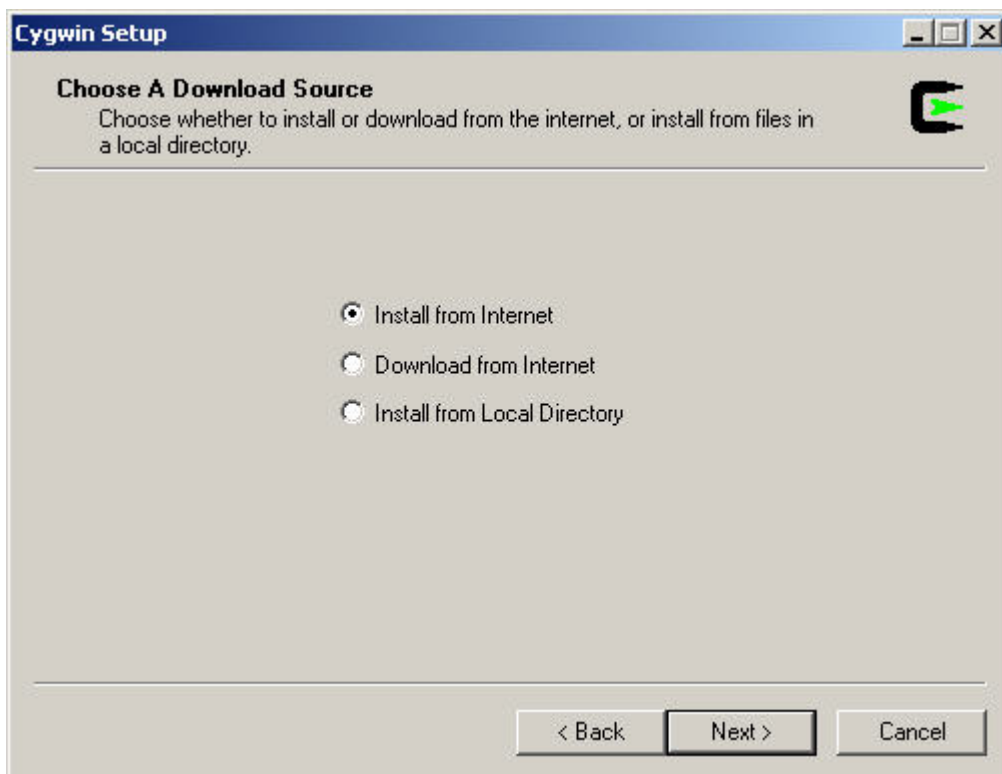 Cygwin Setup
Choose A Download Source
Choose whether to install or download from the internet, or install from files in
a local directory.
Install from Internet
Download from Internet
Install from Local Directory
< Back
Next >
Cancel